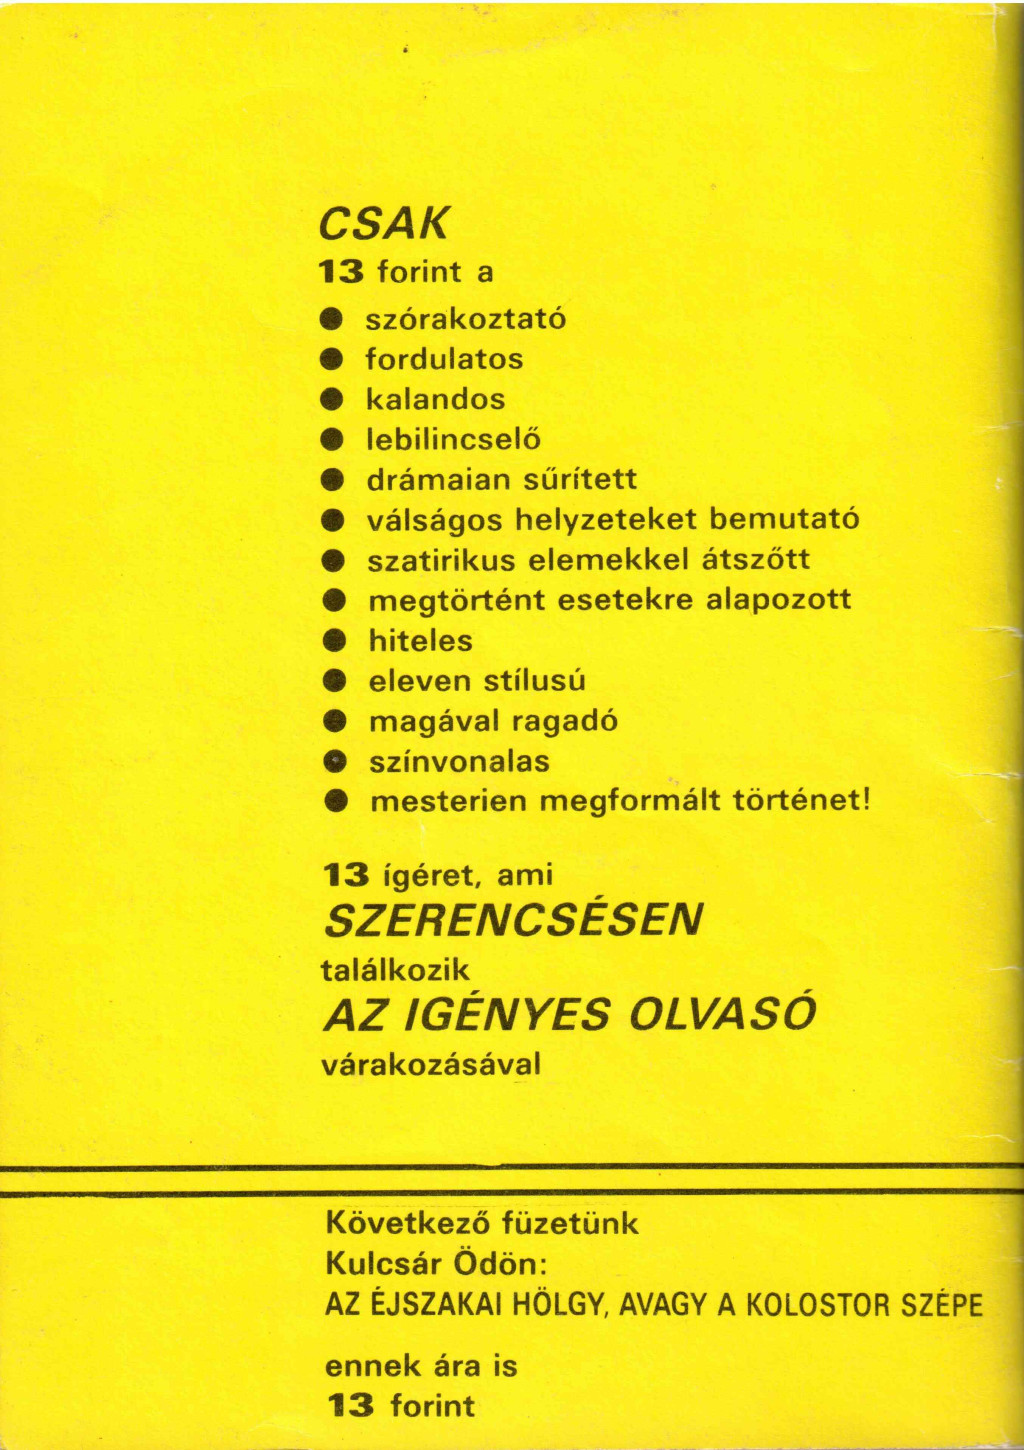 CSAK
13 forint a
● szórakoztató
● fordulatos
● kalandos
● lebilincselő
● drámaian sűrített
● válságos helyzeteket bemutató
● szatirikus elemekkel átszőtt
● megtörtént esetekre alapozott
● hiteles
● eleven stílusú
● magával ragadó
● színvonalas
● mesterien megformált történet!
13 ígéret, ami
SZERENCSÉSEN
találkozik
AZ IGÉNYES OLVASÓ
várakozásával
Következő füzetünk
Kulcsár Ödön:
AZ ÉJSZAKAI HÖLGY, AVAGY A KOLOSTOR SZÉPE
ennek ára is
13 forint